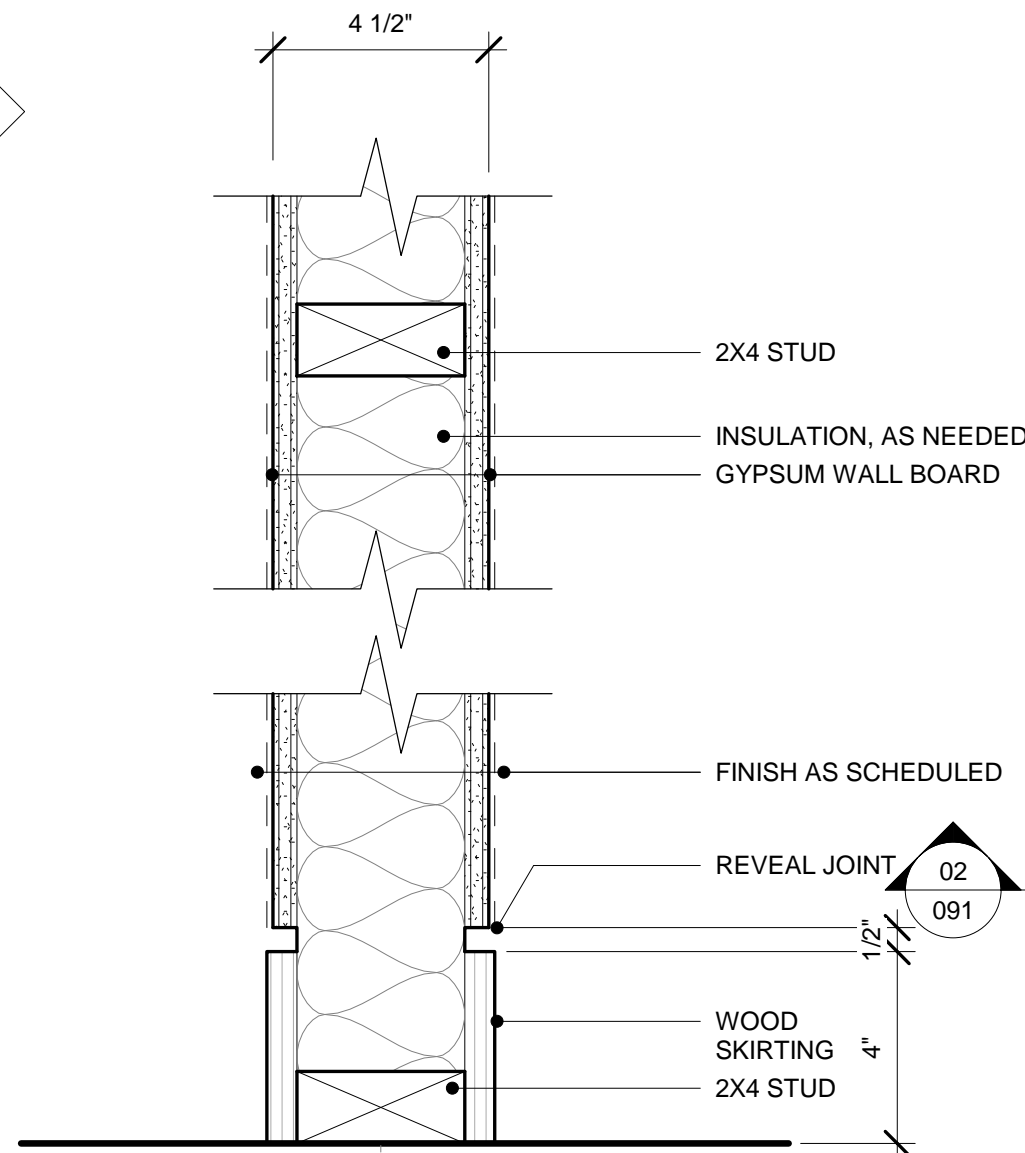 4 1/2"
2X4 STUD
INSULATION, AS NEEDED
GYPSUM WALL BOARD
FINISH AS SCHEDULED
REVEAL JOINT
02
091
1/2"
WOOD
SKIRTING
4"
2X4 STUD